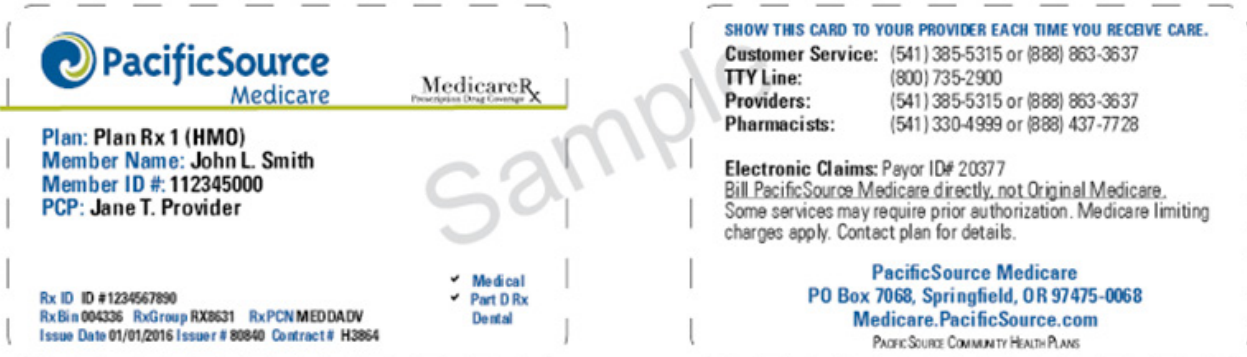 PacificSource
Medicare
MedicareRx
Prescription Drug Coverage
Plan: Plan Rx 1 (HMO)
Member Name: John L. Smith
Member ID #: 112345000
PCP: Jane T. Provider
✓ Medical
✓ Part D Rx
Dental
Rx ID ID #1234567890
RxBin 004336 RxGroup RX8631 RxPCN MEDDADV
Issue Date 01/01/2016 Issuer # 80840 Contract # H3864
Sample
SHOW THIS CARD TO YOUR PROVIDER EACH TIME YOU RECEIVE CARE.
Customer Service: (541) 385-5315 or (888) 863-3637
TTY Line: (800) 735-2900
Providers: (541) 385-5315 or (888) 863-3637
Pharmacists: (541) 330-4999 or (888) 437-7728
Electronic Claims: Payor ID# 20377
Bill PacificSource Medicare directly, not Original Medicare.
Some services may require prior authorization. Medicare limiting
charges apply. Contact plan for details.
PacificSource Medicare
PO Box 7068, Springfield, OR 97475-0068
Medicare.PacificSource.com
PACIFICSOURCE COMMUNITY HEALTH PLANS